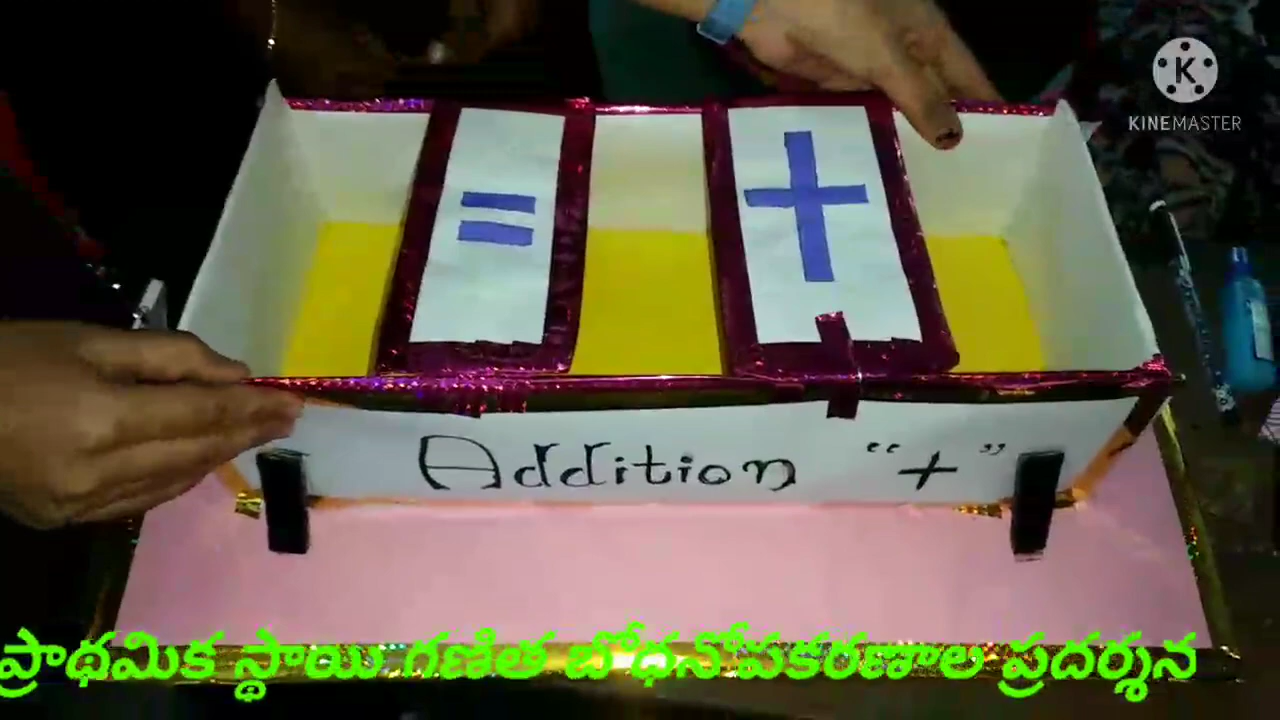 K
KINEMASTER
= +
Addition “+”
ప్రాథమిక స్థాయి గణిత బోధనోపకరణాల ప్రదర్శన